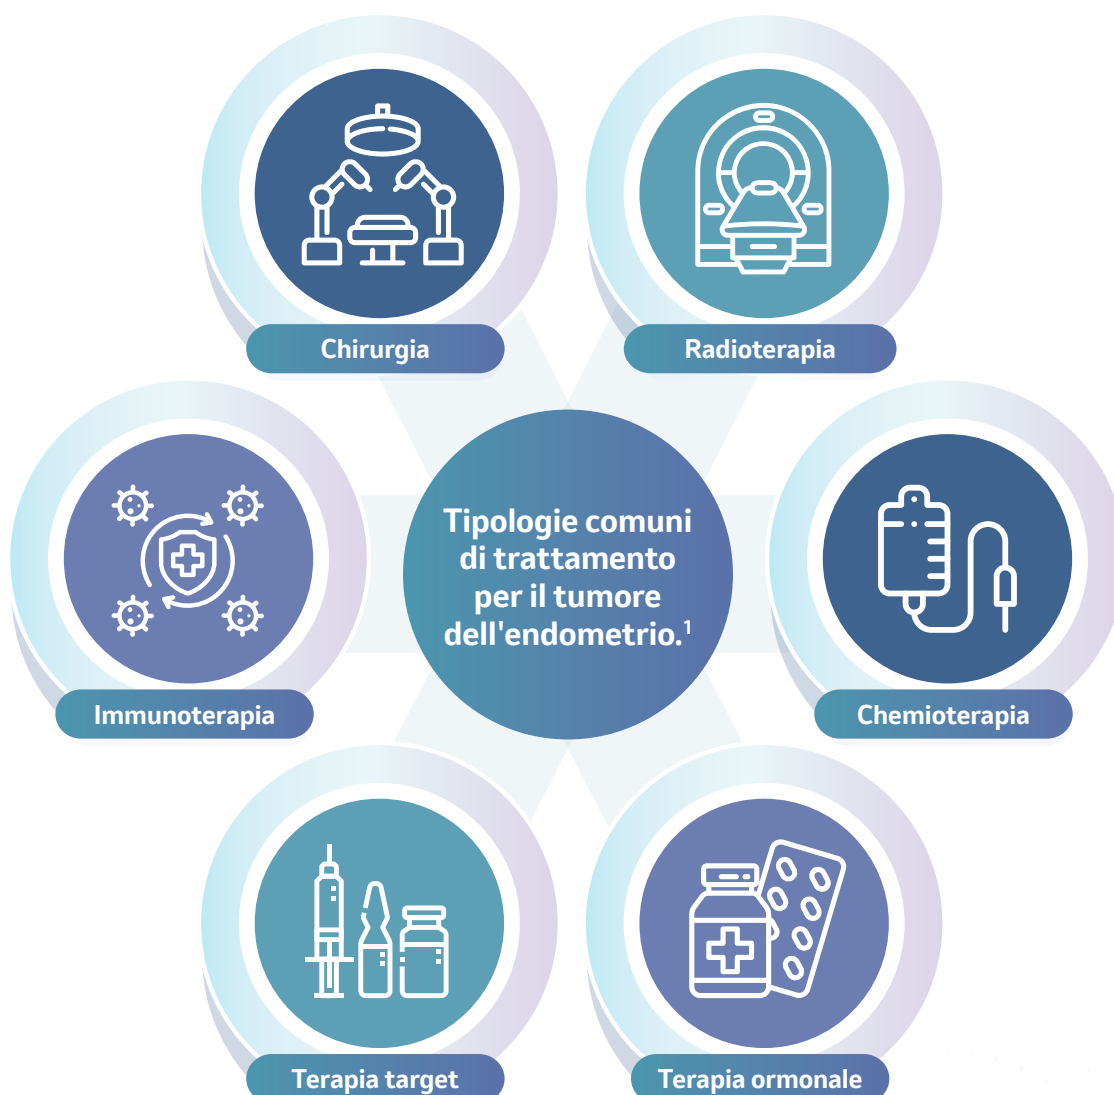 Chirurgia
Radioterapia
Tipologie comuni
di trattamento
per il tumore
dell'endometrio.¹
Immunoterapia
Chemioterapia
Terapia target
Terapia ormonale